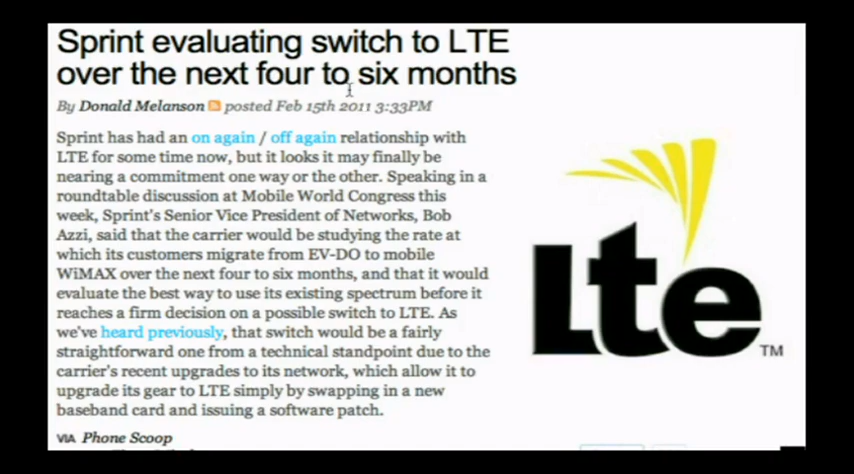 Sprint evaluating switch to LTE
over the next four to six months
By Donald Melanson posted Feb 15th 2011 3:33PM
Sprint has had an on again / off again relationship with
LTE for some time now, but it looks it may finally be
nearing a commitment one way or the other. Speaking in a
roundtable discussion at Mobile World Congress this
week, Sprint's Senior Vice President of Networks, Bob
Azzi, said that the carrier would be studying the rate at
which its customers migrate from EV-DO to mobile
WiMAX over the next four to six months, and that it would
evaluate the best way to use its existing spectrum before it
reaches a firm decision on a possible switch to LTE. As
we've heard previously, that switch would be a fairly
straightforward one from a technical standpoint due to the
carrier's recent upgrades to its network, which allow it to
upgrade its gear to LTE simply by swapping in a new
baseband card and issuing a software patch.
VIA Phone Scoop
Lte
TM